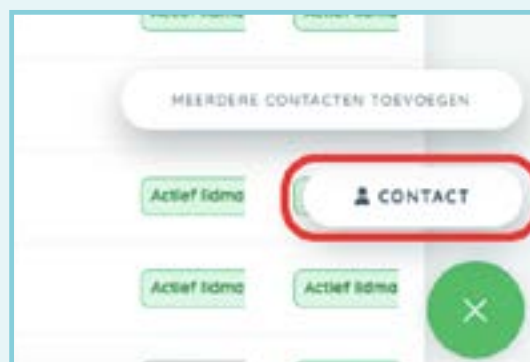 MEERDERE CONTACTEN TOEVOEGEN
Actief lidma
CONTACT
Actief lidma
Actief lidma